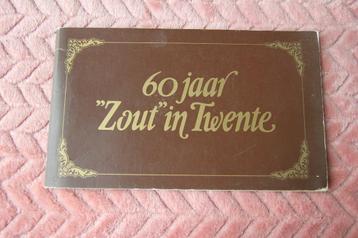 60 jaar
"Zout" in Twente